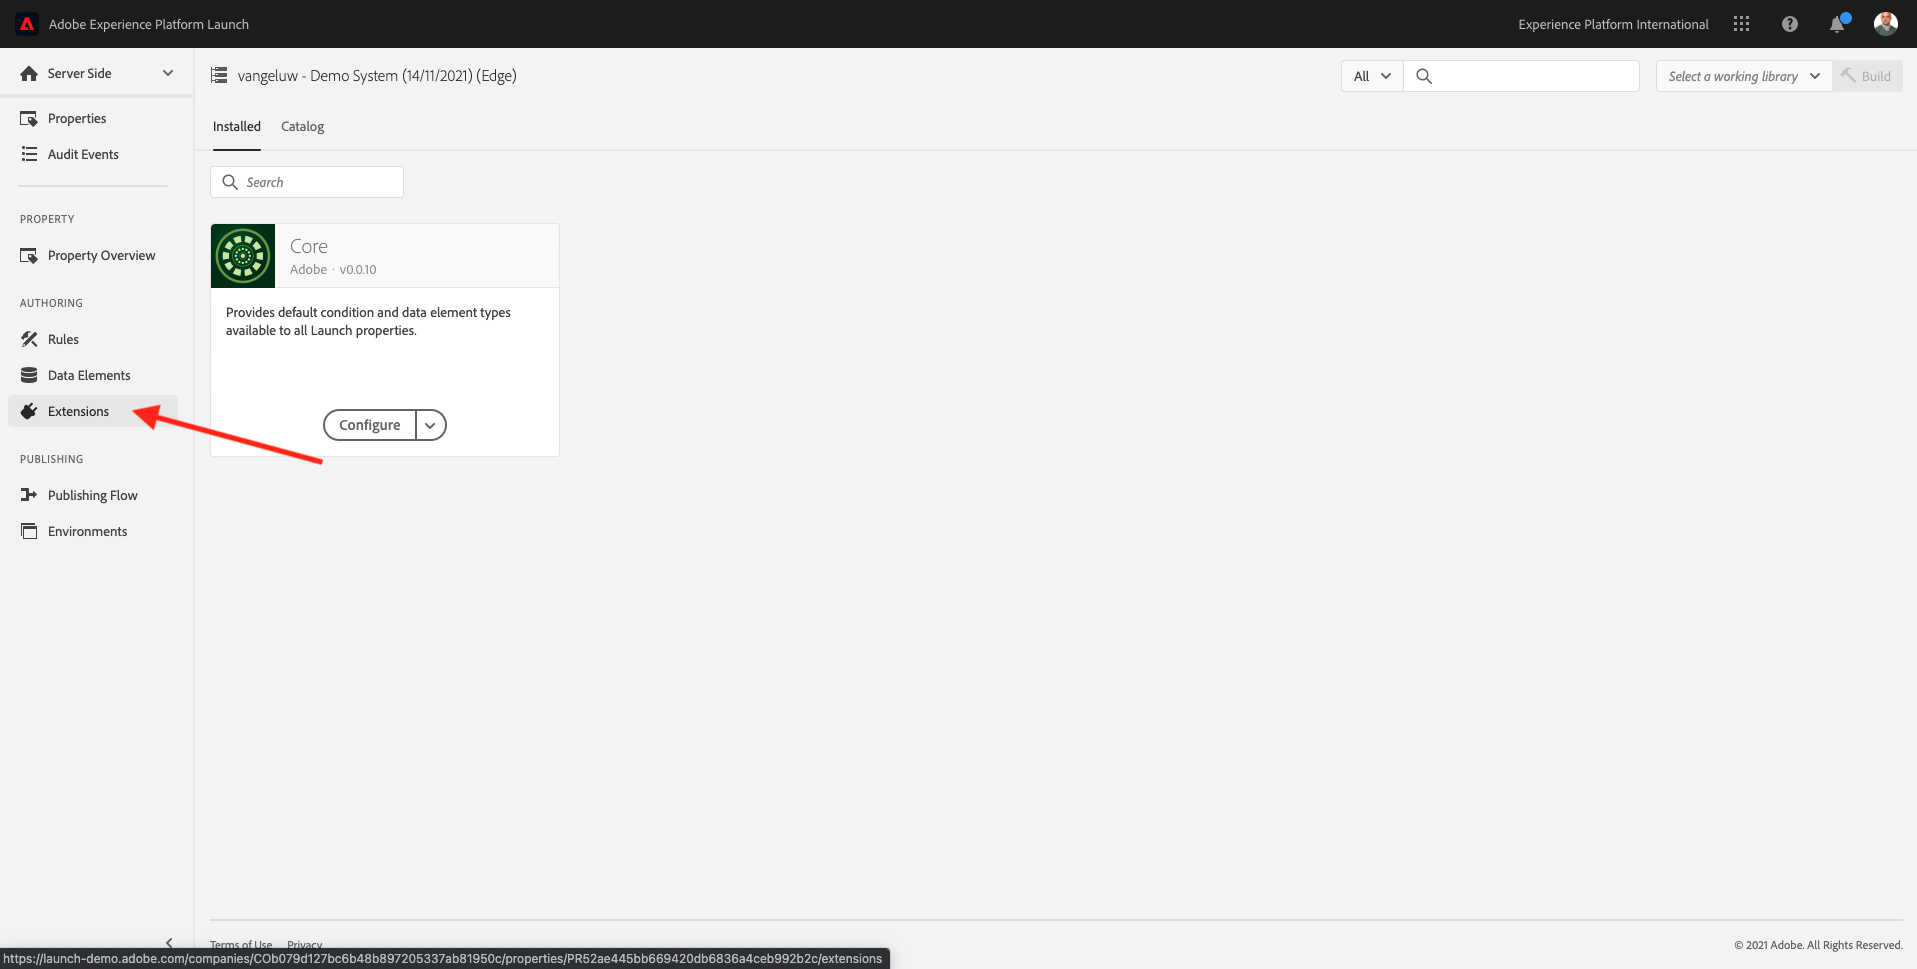 Adobe Experience Platform Launch
Experience Platform International
Server Side
vangeluw - Demo System (14/11/2021) (Edge)
All
Select a working library
Build
Properties
Audit Events
Installed
Catalog
Search
PROPERTY
Property Overview
AUTHORING
Rules
Data Elements
Extensions
PUBLISHING
Publishing Flow
Environments
Core
Adobe · v0.0.10
Provides default condition and data element types
available to all Launch properties.
Configure
Terms of Use
Privacy
© 2021 Adobe. All Rights Reserved.
https://launch-demo.adobe.com/companies/COb079d127bc6b48b897205337ab81950c/properties/PR52ae445bb669420db6836a4ceb992b2c/extensions